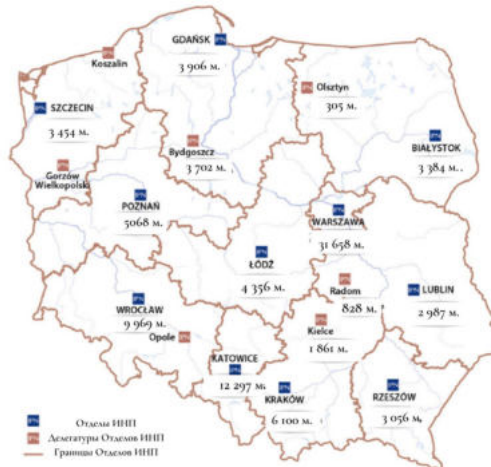 GDAŃSK
3 906 м.
Koszalin
Olsztyn
305 м.
SZCZECIN
3 454 м.
BIAŁYSTOK
3 384 м.
Bydgoszcz
3 702 м.
Gorzów
Wielkopolski
POZNAŃ
5068 м.
WARSZAWA
31 658 м.
ŁÓDŹ
4 356 м.
Radom
828 м.
LUBLIN
2 987 м.
WROCŁAW
9 969 м.
Opole
Kielce
1 861 м.
KATOWICE
12 297 м.
KRAKÓW
6 100 м.
RZESZÓW
3 056 м.
Отделы ИНП
Делегатуры Отделов ИНП
Границы Отделов ИНП